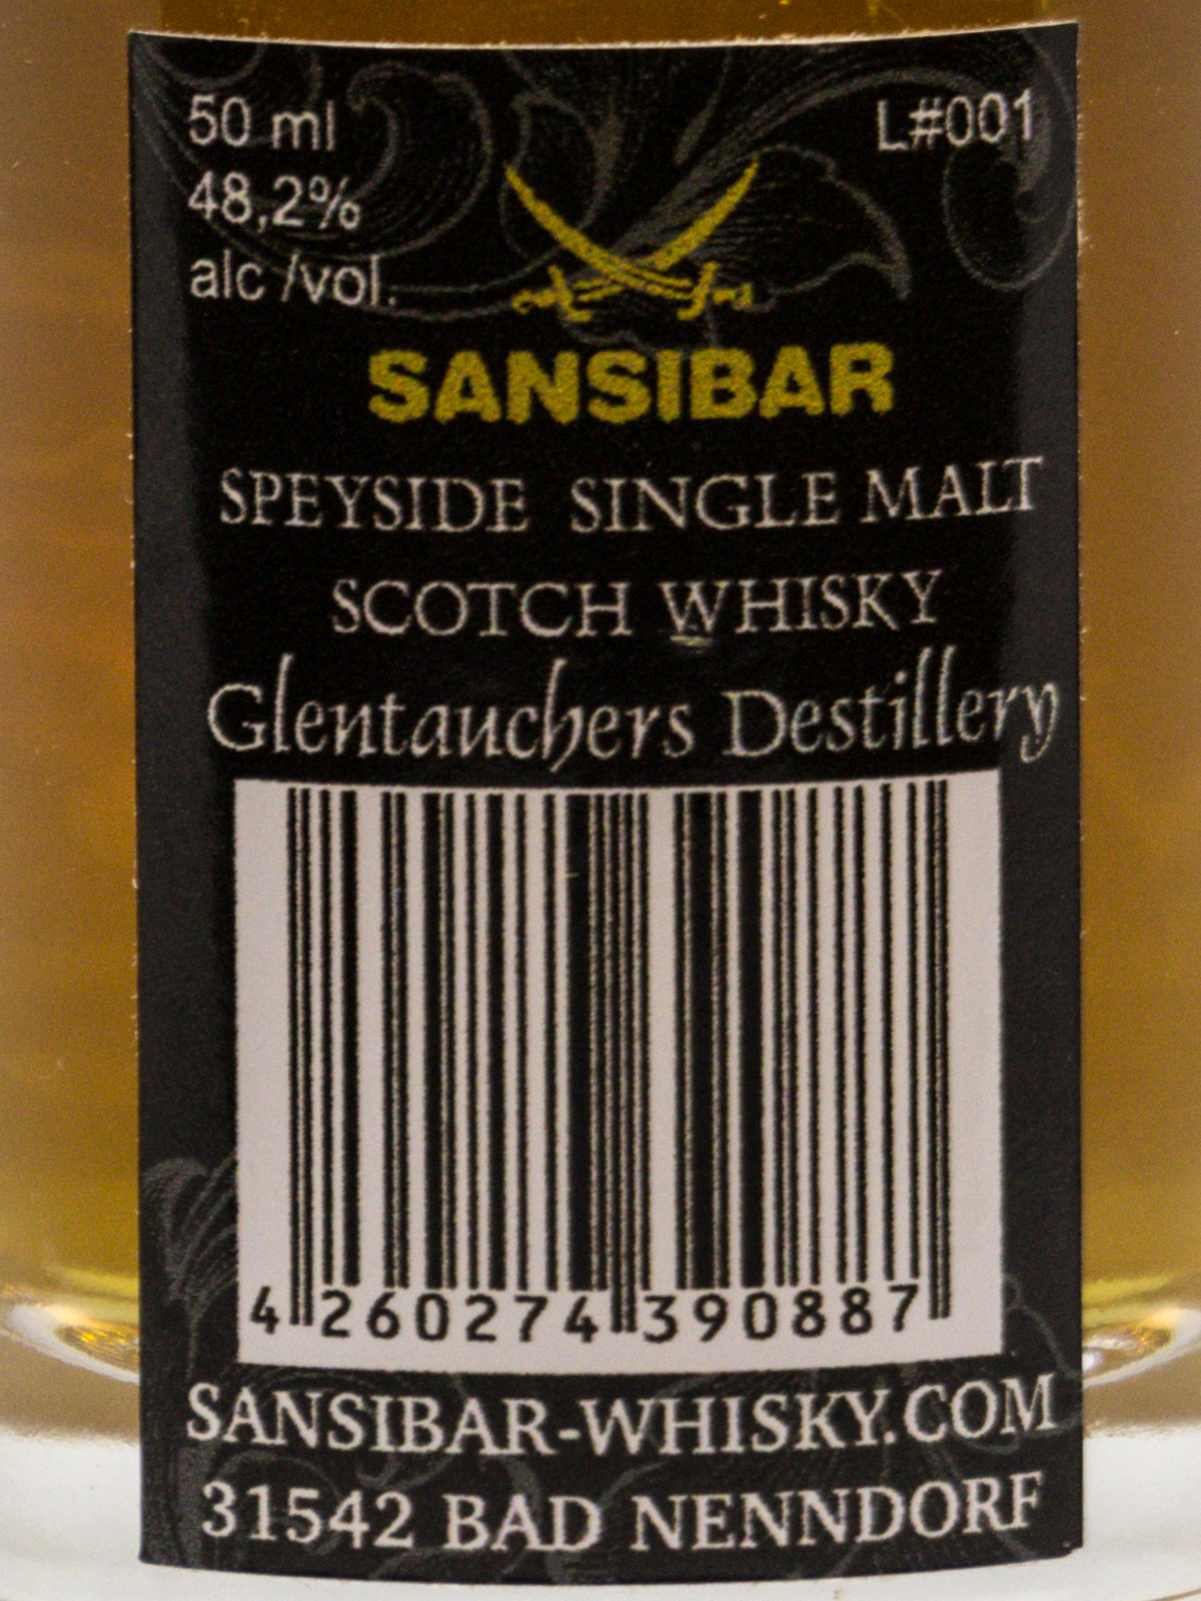 50 ml
L#001
48,2%
alc /vol.
SANSIBAR
SPEYSIDE SINGLE MALT
SCOTCH WHISKY
Glentauchers Destillery
4 260274 390887
SANSIBAR-WHISKY.COM
31542 BAD NENNDORF